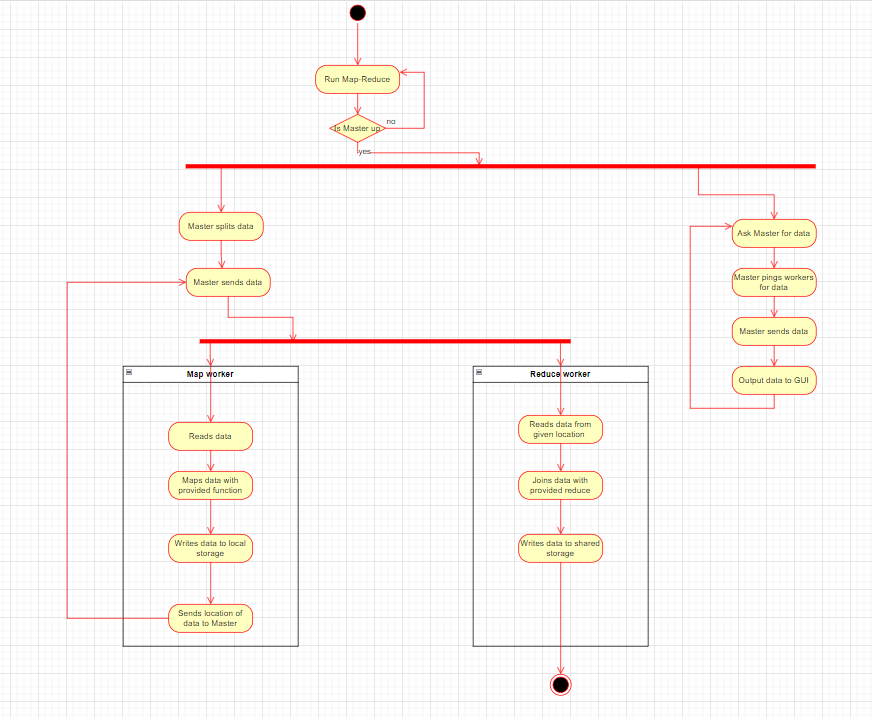 Run Map-Reduce
Is Master up
no
yes
Master splits data
Master sends data
Ask Master for data
Master pings workers
for data
Master sends data
Output data to GUI
Map worker
Reads data
Maps data with
provided function
Writes data to local
storage
Sends location of
data to Master
Reduce worker
Reads data from
given location
Joins data with
provided reduce
Writes data to shared
storage